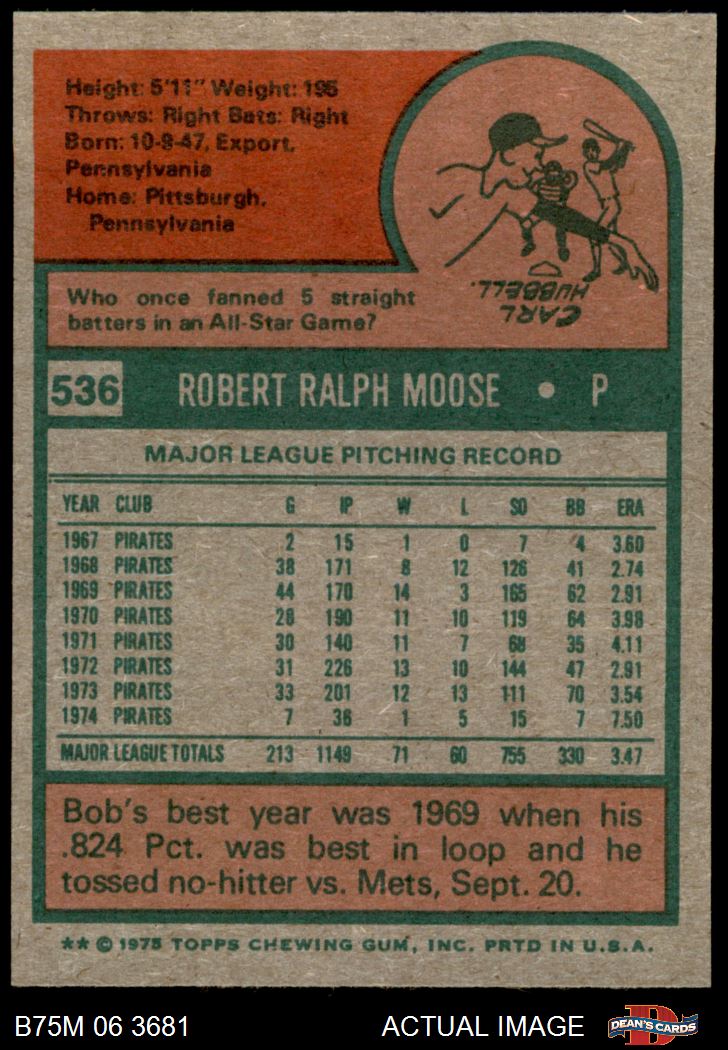 Height: 5'11" Weight: 195
Throws: Right Bats: Right
Born: 10-9-47, Export,
Pennsylvania
Home: Pittsburgh,
Pennsylvania
Who once fanned 5 straight
batters in an All-Star Game?
CARL
HUBBELL.
536 ROBERT RALPH MOOSE • P
MAJOR LEAGUE PITCHING RECORD
YEAR CLUB G IP W L SO BB ERA
1967 PIRATES 2 15 1 0 7 4 3.60
1968 PIRATES 38 171 8 12 126 41 2.74
1969 PIRATES 44 170 14 3 165 62 2.91
1970 PIRATES 28 190 11 10 119 64 3.98
1971 PIRATES 30 140 11 7 68 35 4.11
1972 PIRATES 31 226 13 10 144 47 2.91
1973 PIRATES 33 201 12 13 111 70 3.54
1974 PIRATES 7 36 1 5 15 7 7.50
MAJOR LEAGUE TOTALS 213 1149 71 60 755 330 3.47
Bob's best year was 1969 when his
.824 Pct. was best in loop and he
tossed no-hitter vs. Mets, Sept. 20.
** © 1975 TOPPS CHEWING GUM, INC. PRTD IN U.S.A.
B75M 06 3681 ACTUAL IMAGE DEAN'S CARDS